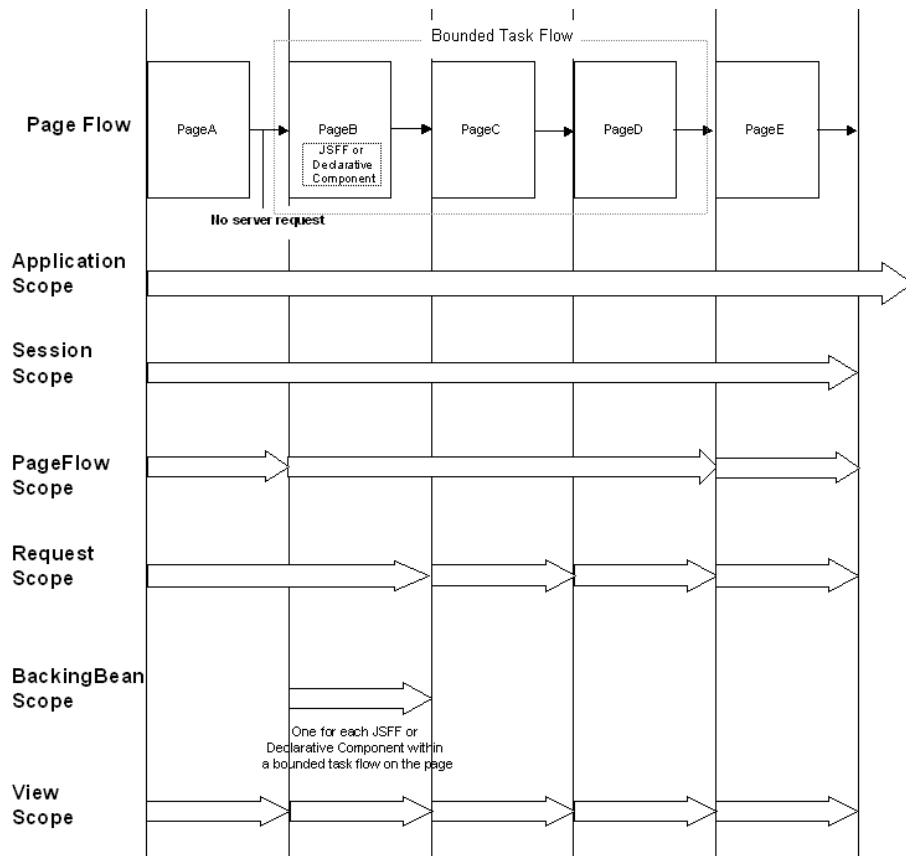 Bounded Task Flow
Page Flow
PageA
PageB
PageC
PageD
PageE
JSFF or
Declarative
Component
No server request
Application
Scope
Session
Scope
PageFlow
Scope
Request
Scope
BackingBean
Scope
One for each JSFF or
Declarative Component within
a bounded task flow on the page
View
Scope